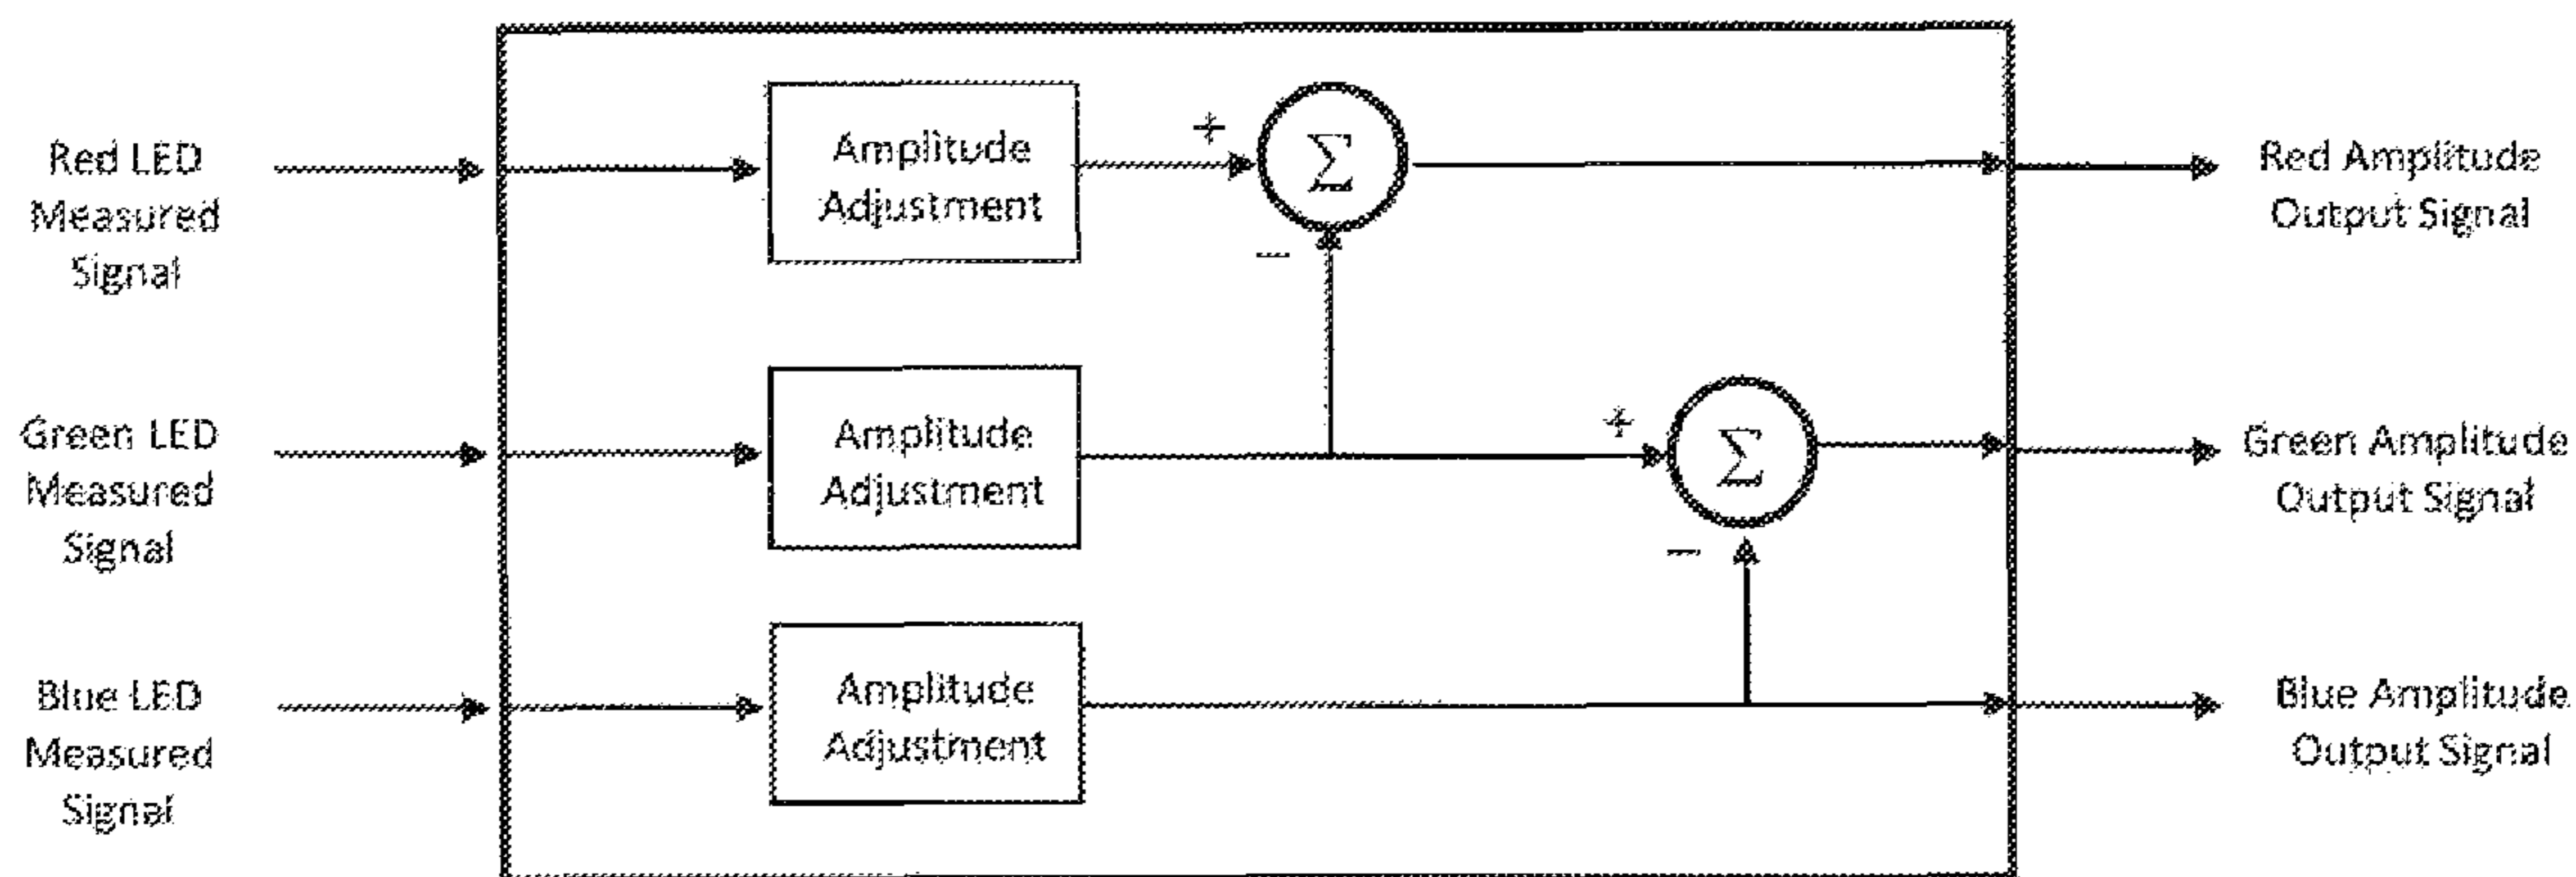 Red LED
Measured
Signal
Amplitude
Adjustment
+
Σ
−
Red Amplitude
Output Signal
Green LED
Measured
Signal
Amplitude
Adjustment
+
Σ
−
Green Amplitude
Output Signal
Blue LED
Measured
Signal
Amplitude
Adjustment
Blue Amplitude
Output Signal